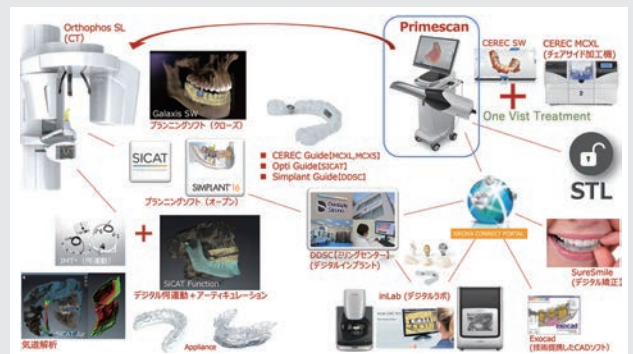 Orthophos SL
(CT)
Primescan
CEREC SW
CEREC MCXL
(チェアサイド加工機)
One Vist Treatment
Galaxis SW
プランニングソフト (クローズ)
SICAT
SIMPLANT 16
プランニングソフト (オープン)
CEREC Guide【MCXL,MCX5】
Opti Guide【SICAT】
Simplant Guide【DDSC】
STL
Dentsply Sirona
DDSC【ミリングセンター】
(デジタルインプラント)
SIRONA CONNECT PORTAL
SureSmile
(デジタル矯正)
SICAT Function
デジタル顎運動+アーティキュレーション
SICAT Air
気道解析
Appliance
inLab (デジタルラボ)
exocad
Exocad
(技術提携したCADソフト)